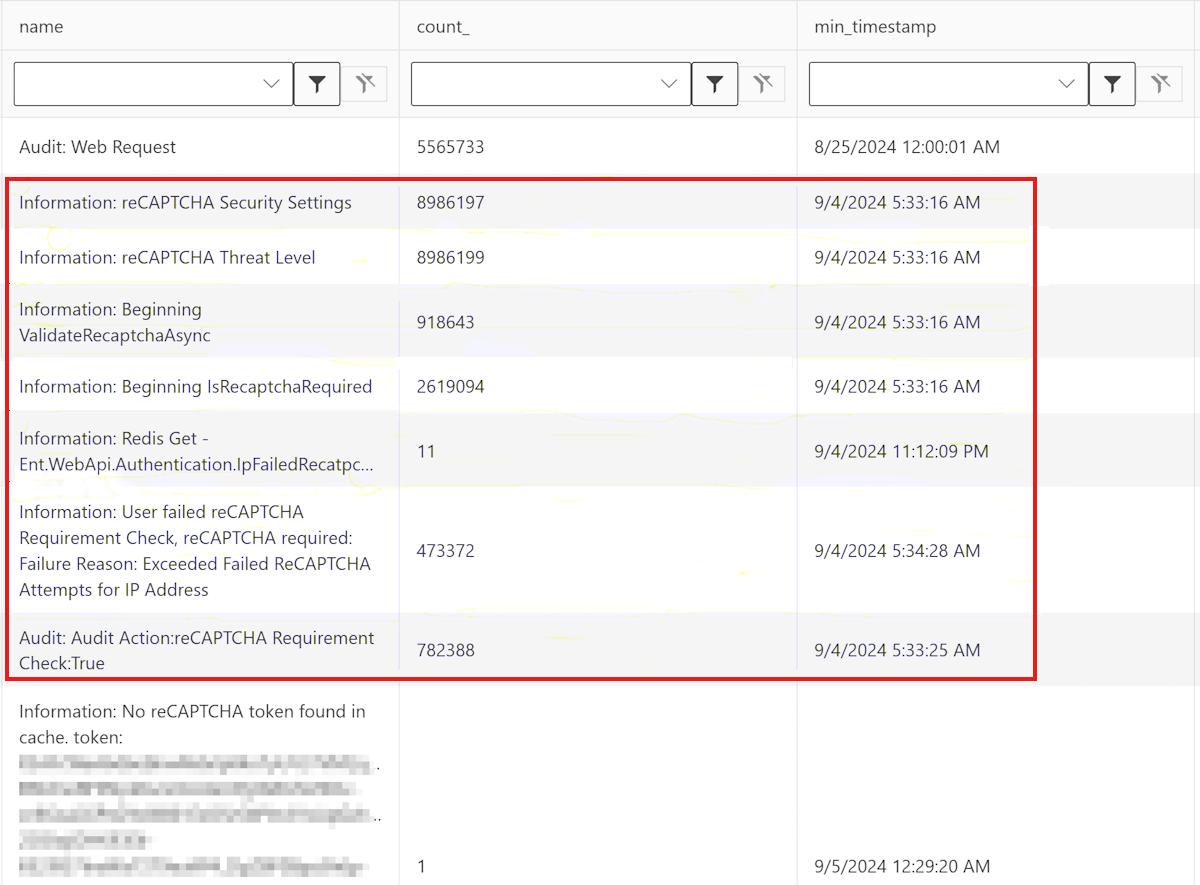 name count_ min_timestamp
Audit: Web Request 5565733 8/25/2024 12:00:01 AM
Information: reCAPTCHA Security Settings 8986197 9/4/2024 5:33:16 AM
Information: reCAPTCHA Threat Level 8986199 9/4/2024 5:33:16 AM
Information: Beginning
ValidateRecaptchaAsync
918643 9/4/2024 5:33:16 AM
Information: Beginning IsRecaptchaRequired 2619094 9/4/2024 5:33:16 AM
Information: Redis Get -
Ent.WebApi.Authentication.IpFailedRecatpc...
11 9/4/2024 11:12:09 PM
Information: User failed reCAPTCHA
Requirement Check, reCAPTCHA required:
Failure Reason: Exceeded Failed ReCAPTCHA
Attempts for IP Address
473372 9/4/2024 5:34:28 AM
Audit: Audit Action:reCAPTCHA Requirement
Check:True
782388 9/4/2024 5:33:25 AM
Information: No reCAPTCHA token found in
cache. token:
1 9/5/2024 12:29:20 AM